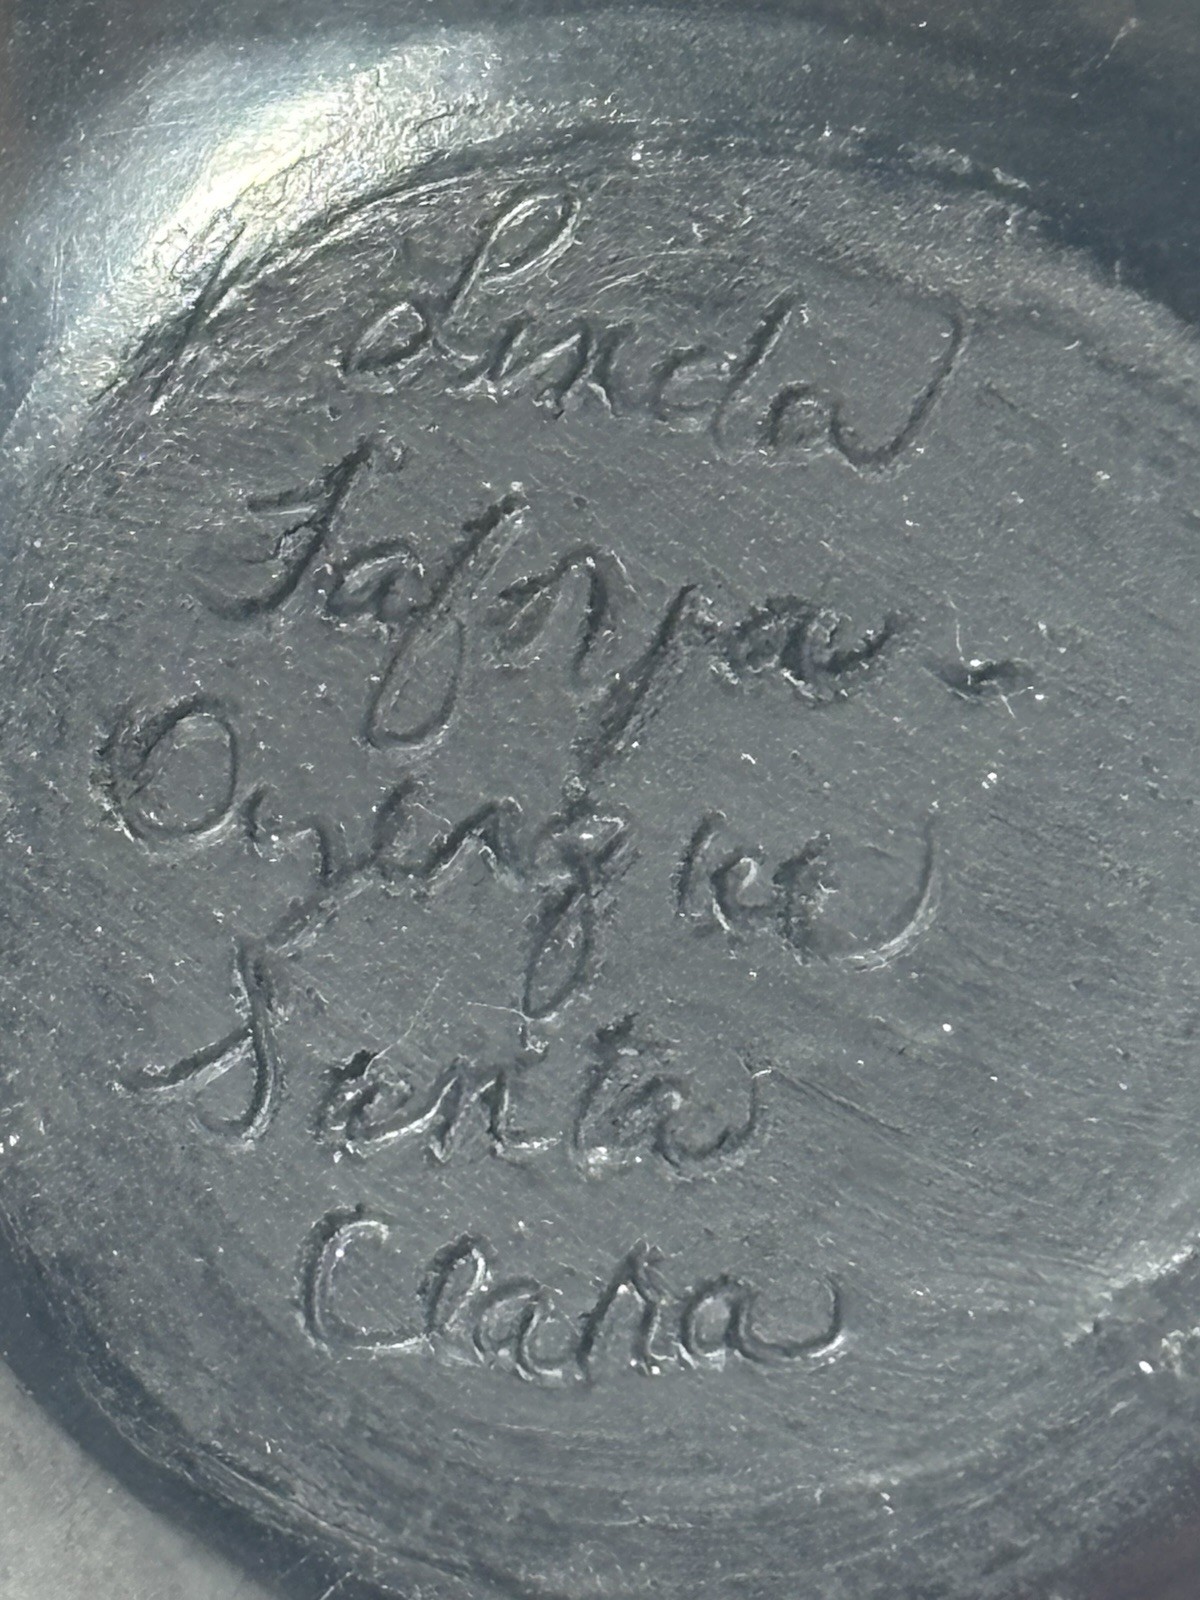 Linda
Tafoya-
Oyenque
Santa
Clara